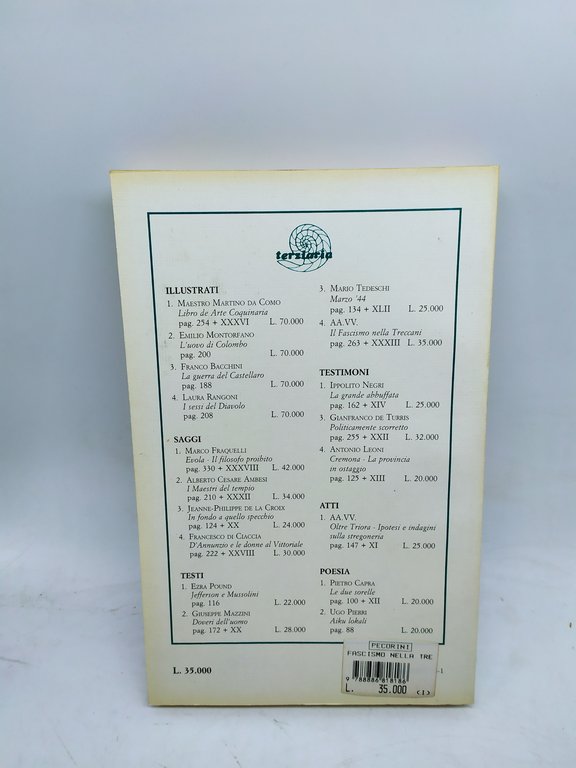 terziaria
ILLUSTRATI
1. MAESTRO MARTINO DA COMO
Libro de Arte Coquinaria
pag. 254 + XXXVI L. 70.000
2. EMILIO MONTORFANO
L'uovo di Colombo
pag. 200 L. 70.000
3. FRANCO BACCHINI
La guerra del Castellaro
pag. 188 L. 70.000
4. LAURA RANGONI
I sessi del Diavolo
pag. 208 L. 70.000
SAGGI
1. MARCO FRAQUELLI
Evola - Il filosofo proibito
pag. 330 + XXXVIII L. 42.000
2. ALBERTO CESARE AMBESI
I Maestri del tempio
pag. 210 + XXXII L. 34.000
3. JEANNE-PHILIPPE DE LA CROIX
In fondo a quello specchio
pag. 124 + XX L. 24.000
4. FRANCESCO DI CIACCIA
D'Annunzio e le donne al Vittoriale
pag. 222 + XXVIII L. 30.000
TESTI
1. EZRA POUND
Jefferson e Mussolini
pag. 116 L. 22.000
2. GIUSEPPE MAZZINI
Doveri dell'uomo
pag. 172 + XX L. 28.000
3. MARIO TEDESCHI
Marzo '44
pag. 134 + XLII L. 25.000
4. AA.VV.
Il Fascismo nella Treccani
pag. 263 + XXXIII L. 35.000
TESTIMONI
1. IPPOLITO NEGRI
La grande abbuffata
pag. 162 + XIV L. 25.000
3. GIANFRANCO DE TURRIS
Politicamente scorretto
pag. 255 + XXII L. 32.000
4. ANTONIO LEONI
Cremona - La provincia
in ostaggio
pag. 125 + XIII L. 20.000
ATTI
1. AA.VV.
Oltre Triora - Ipotesi e indagini
sulla stregoneria
pag. 147 + XI L. 25.000
POESIA
1. PIETRO CAPRA
Le due sorelle
pag. 100 + XII L. 20.000
2. UGO PIERRI
Aiku lokali
pag. 88 L. 20.000
L. 35.000
PECORINI
FASCISMO NELLA TRE
9 788886 818186
L. 35.000 (1)
-1